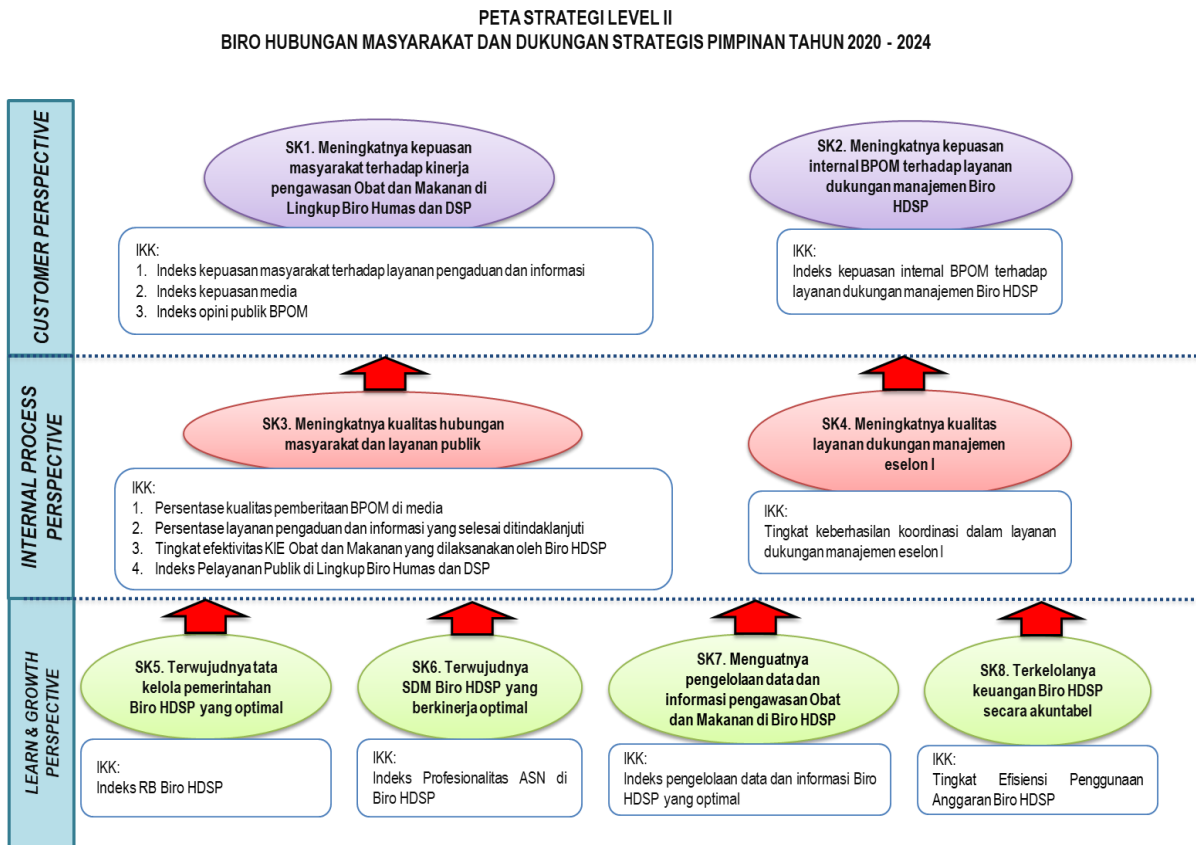 PETA STRATEGI LEVEL II
BIRO HUBUNGAN MASYARAKAT DAN DUKUNGAN STRATEGIS PIMPINAN TAHUN 2020 - 2024
CUSTOMER PERSPECTIVE
SK1. Meningkatnya kepuasan
masyarakat terhadap kinerja
pengawasan Obat dan Makanan di
Lingkup Biro Humas dan DSP
IKK:
1. Indeks kepuasan masyarakat terhadap layanan pengaduan dan informasi
2. Indeks kepuasan media
3. Indeks opini publik BPOM
SK2. Meningkatnya kepuasan
internal BPOM terhadap layanan
dukungan manajemen Biro
HDSP
IKK:
Indeks kepuasan internal BPOM terhadap
layanan dukungan manajemen Biro HDSP
INTERNAL PROCESS
PERSPECTIVE
SK3. Meningkatnya kualitas hubungan
masyarakat dan layanan publik
IKK:
1. Persentase kualitas pemberitaan BPOM di media
2. Persentase layanan pengaduan dan informasi yang selesai ditindaklanjuti
3. Tingkat efektivitas KIE Obat dan Makanan yang dilaksanakan oleh Biro HDSP
4. Indeks Pelayanan Publik di Lingkup Biro Humas dan DSP
SK4. Meningkatnya kualitas
layanan dukungan manajemen
eselon I
IKK:
Tingkat keberhasilan koordinasi dalam layanan
dukungan manajemen eselon I
LEARN & GROWTH
PERSPECTIVE
SK5. Terwujudnya tata
kelola pemerintahan
Biro HDSP yang optimal
IKK:
Indeks RB Biro HDSP
SK6. Terwujudnya
SDM Biro HDSP yang
berkinerja optimal
IKK:
Indeks Profesionalitas ASN di
Biro HDSP
SK7. Menguatnya
pengelolaan data dan
informasi pengawasan Obat
dan Makanan di Biro HDSP
IKK:
Indeks pengelolaan data dan informasi Biro
HDSP yang optimal
SK8. Terkelolanya
keuangan Biro HDSP
secara akuntabel
IKK:
Tingkat Efisiensi Penggunaan
Anggaran Biro HDSP